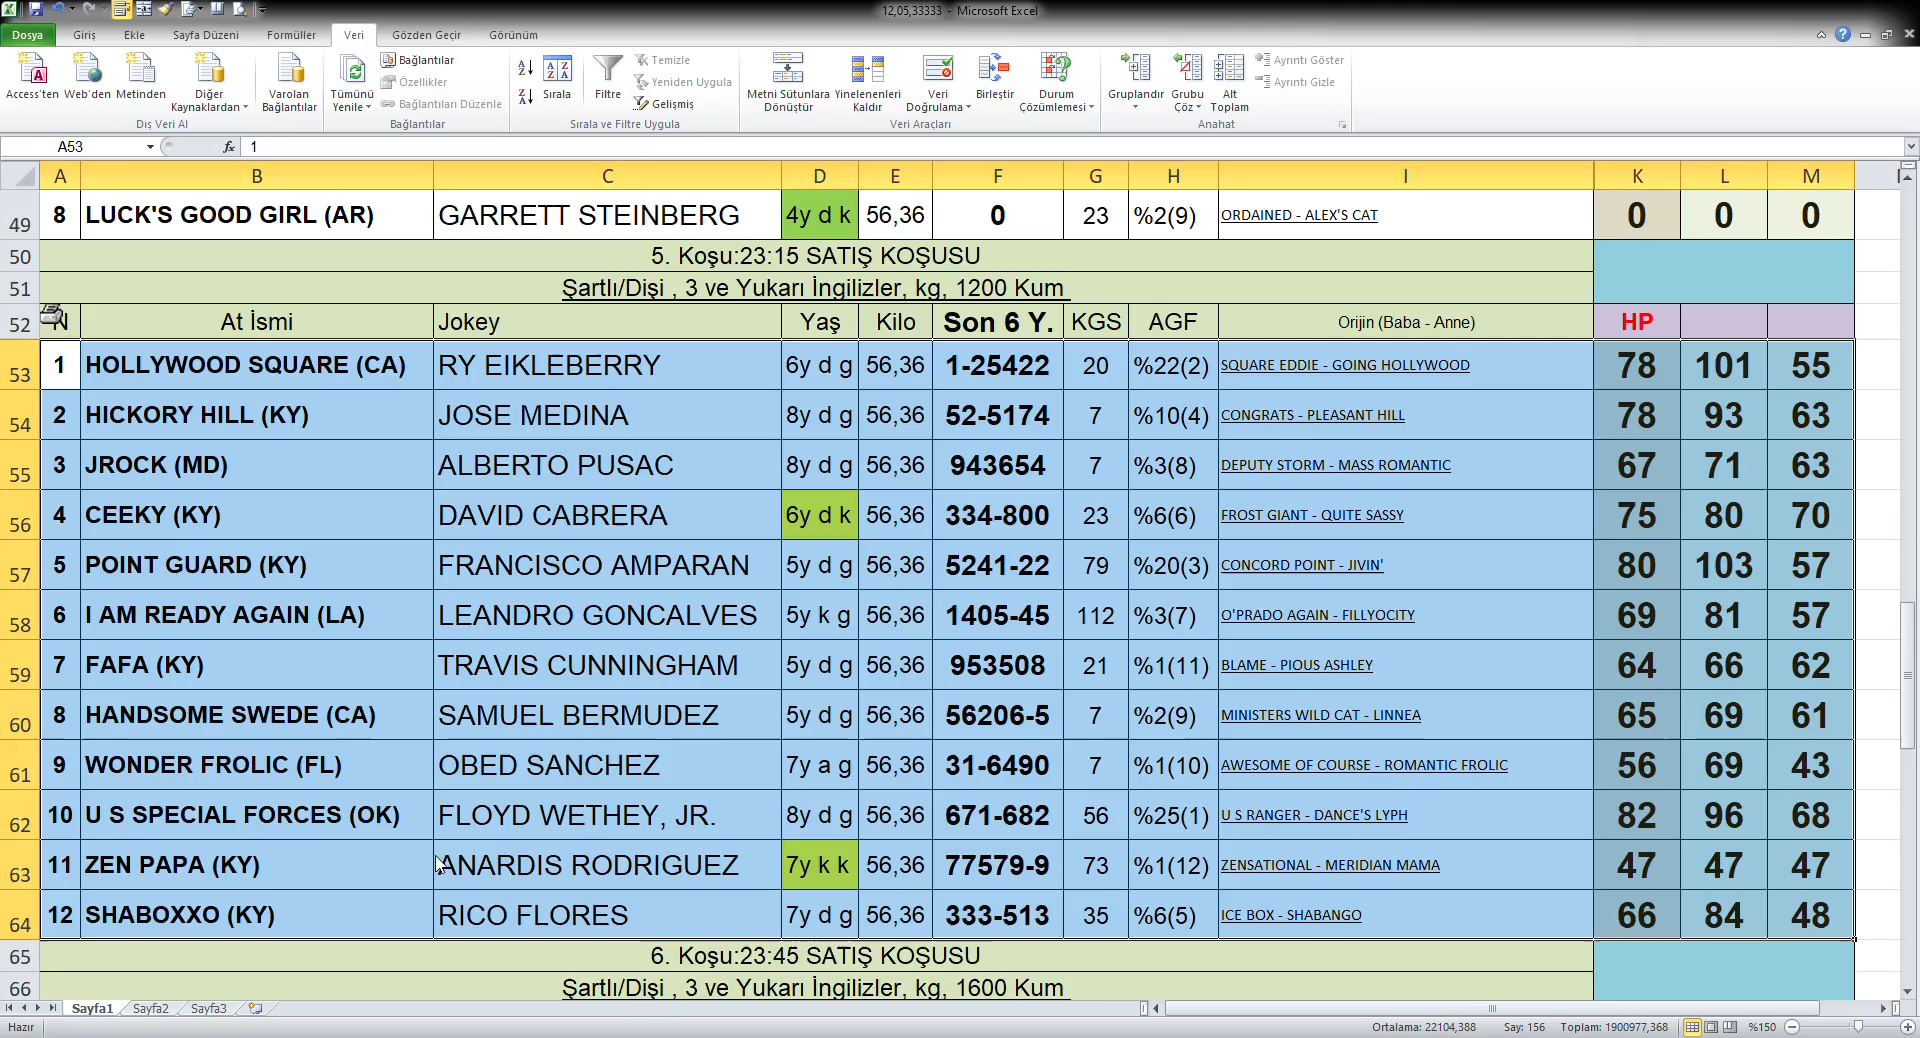 12,05,33333 - Microsoft Excel
Dosya Giriş Ekle Sayfa Düzeni Formüller Veri Gözden Geçir Görünüm
Access'ten Web'den Metinden Diğer Kaynaklardan Varolan Bağlantılar
Tümünü Yenile Bağlantılar Özellikler Bağlantıları Düzenle
Sırala Filtre Temizle Yeniden Uygula Gelişmiş
Metni Sütunlara Dönüştür Yinelenenleri Kaldır Veri Doğrulama Birleştir Durum Çözümlemesi
Gruplandır Grubu Çöz Alt Toplam Ayrıntı Göster Ayrıntı Gizle
Dış Veri Al Bağlantılar Sırala ve Filtre Uygula Veri Araçları Anahat
A53 fx 1
A B C D E F G H I K L M
49 8 LUCK'S GOOD GIRL (AR) GARRETT STEINBERG 4y d k 56,36 0 23 %2(9) ORDAINED - ALEX'S CAT 0 0 0
50 5. Koşu:23:15 SATIŞ KOŞUSU
51 Şartlı/Dişi , 3 ve Yukarı İngilizler, kg, 1200 Kum
52 N At İsmi Jokey Yaş Kilo Son 6 Y. KGS AGF Orijin (Baba - Anne) HP
53 1 HOLLYWOOD SQUARE (CA) RY EIKLEBERRY 6y d g 56,36 1-25422 20 %22(2) SQUARE EDDIE - GOING HOLLYWOOD 78 101 55
54 2 HICKORY HILL (KY) JOSE MEDINA 8y d g 56,36 52-5174 7 %10(4) CONGRATS - PLEASANT HILL 78 93 63
55 3 JROCK (MD) ALBERTO PUSAC 8y d g 56,36 943654 7 %3(8) DEPUTY STORM - MASS ROMANTIC 67 71 63
56 4 CEEKY (KY) DAVID CABRERA 6y d k 56,36 334-800 23 %6(6) FROST GIANT - QUITE SASSY 75 80 70
57 5 POINT GUARD (KY) FRANCISCO AMPARAN 5y d g 56,36 5241-22 79 %20(3) CONCORD POINT - JIVIN' 80 103 57
58 6 I AM READY AGAIN (LA) LEANDRO GONCALVES 5y k g 56,36 1405-45 112 %3(7) O'PRADO AGAIN - FILLYOCITY 69 81 57
59 7 FAFA (KY) TRAVIS CUNNINGHAM 5y d g 56,36 953508 21 %1(11) BLAME - PIOUS ASHLEY 64 66 62
60 8 HANDSOME SWEDE (CA) SAMUEL BERMUDEZ 5y d g 56,36 56206-5 7 %2(9) MINISTERS WILD CAT - LINNEA 65 69 61
61 9 WONDER FROLIC (FL) OBED SANCHEZ 7y a g 56,36 31-6490 7 %1(10) AWESOME OF COURSE - ROMANTIC FROLIC 56 69 43
62 10 U S SPECIAL FORCES (OK) FLOYD WETHEY, JR. 8y d g 56,36 671-682 56 %25(1) U S RANGER - DANCE'S LYPH 82 96 68
63 11 ZEN PAPA (KY) ANARDIS RODRIGUEZ 7y k k 56,36 77579-9 73 %1(12) ZENSATIONAL - MERIDIAN MAMA 47 47 47
64 12 SHABOXXO (KY) RICO FLORES 7y d g 56,36 333-513 35 %6(5) ICE BOX - SHABANGO 66 84 48
65 6. Koşu:23:45 SATIŞ KOŞUSU
66 Şartlı/Dişi , 3 ve Yukarı İngilizler, kg, 1600 Kum
Sayfa1 Sayfa2 Sayfa3
Hazır Ortalama: 22104,388 Say: 156 Toplam: 1900977,368 %150